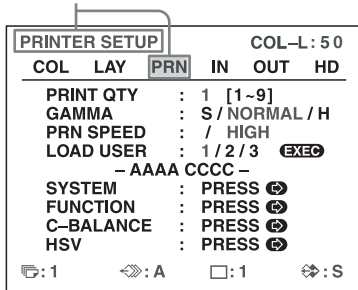 PRINTER SETUP COL–L:50
COL LAY PRN IN OUT HD
PRINT QTY : 1 [1~9]
GAMMA : S / NORMAL / H
PRN SPEED : / HIGH
LOAD USER : 1 / 2 / 3 EXEC
– AAAA CCCC –
SYSTEM : PRESS
FUNCTION : PRESS
C–BALANCE : PRESS
HSV : PRESS
:1 :A :1 :S